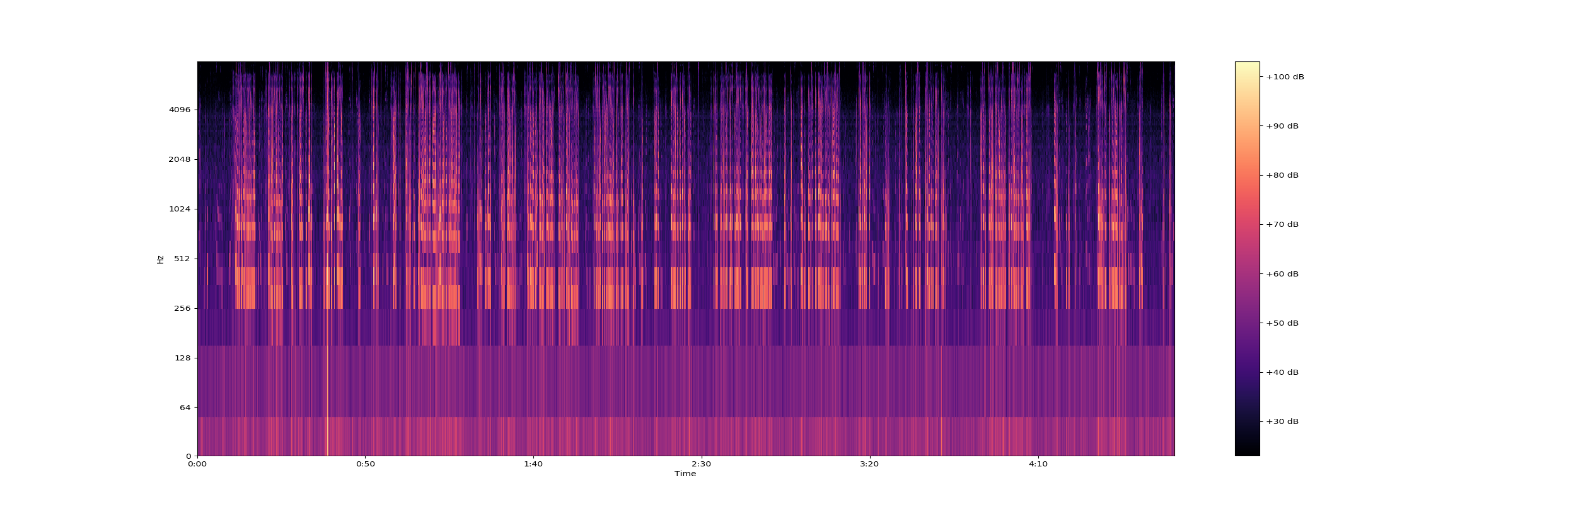 4096
2048
1024
512
256
128
64
0
Hz
0:00
0:50
1:40
2:30
3:20
4:10
Time
+100 dB
+90 dB
+80 dB
+70 dB
+60 dB
+50 dB
+40 dB
+30 dB